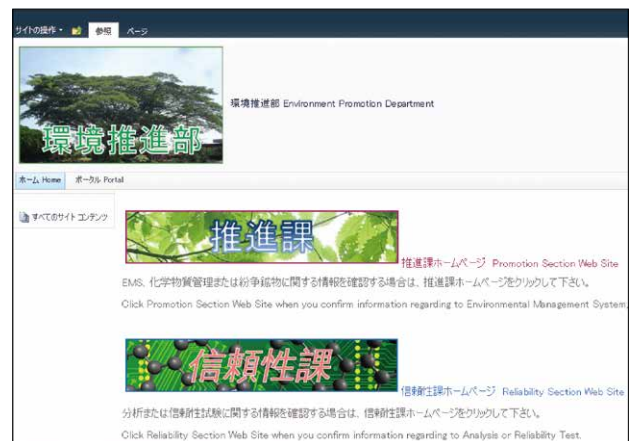 サイトの操作 参照 ページ
環境推進部
環境推進部 Environment Promotion Department
ホーム Home ポータル Portal
すべてのサイト コンテンツ
推進課
推進課ホームページ Promotion Section Web Site
EMS、化学物質管理または紛争鉱物に関する情報を確認する場合は、推進課ホームページをクリックして下さい。
Click Promotion Section Web Site when you confirm information regarding to Environmental Management System,
信頼性課
信頼性課ホームページ Reliability Section Web Site
分析または信頼性試験に関する情報を確認する場合は、信頼性課ホームページをクリックして下さい。
Click Reliability Section Web Site when you confirm information regarding to Analysis or Reliability Test.